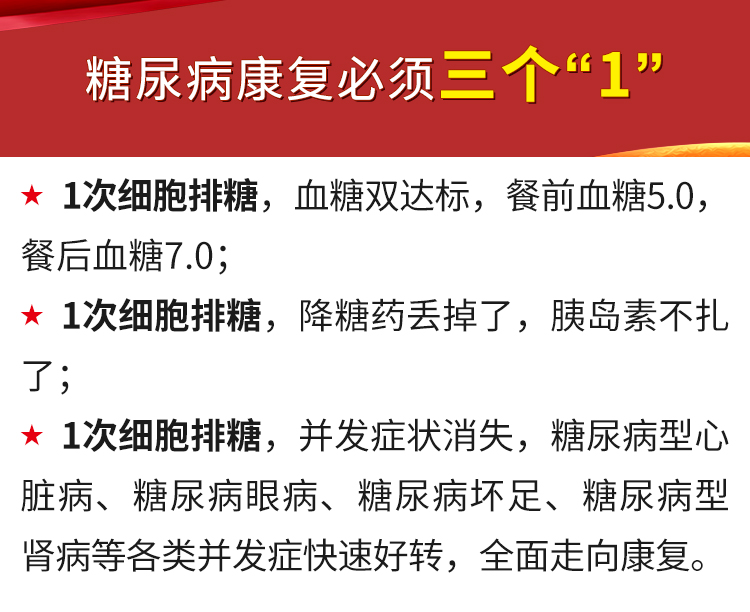 糖尿病康复必须三个“1”
★ 1次细胞排糖，血糖双达标，餐前血糖5.0，
餐后血糖7.0；
★ 1次细胞排糖，降糖药丢掉了，胰岛素不扎
了；
★ 1次细胞排糖，并发症状消失，糖尿病型心
脏病、糖尿病眼病、糖尿病坏足、糖尿病型
肾病等各类并发症快速好转，全面走向康复。